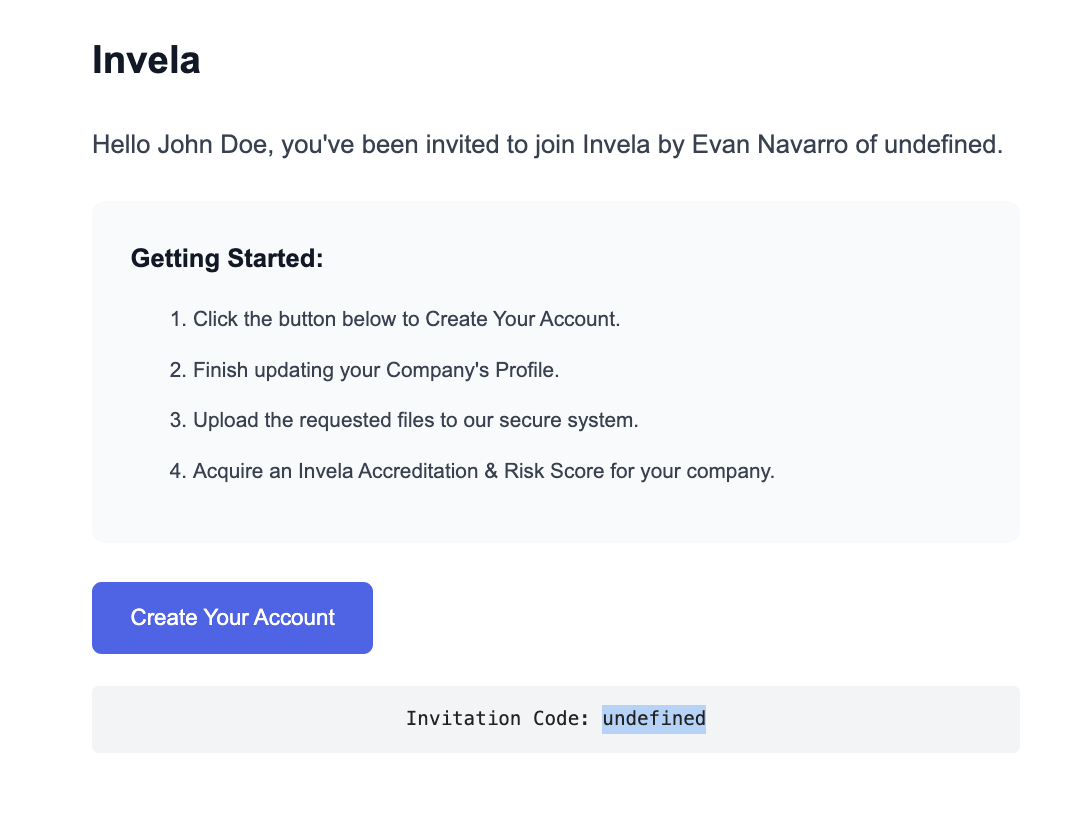 Invela
Hello John Doe, you've been invited to join Invela by Evan Navarro of undefined.
Getting Started:
1. Click the button below to Create Your Account.
2. Finish updating your Company's Profile.
3. Upload the requested files to our secure system.
4. Acquire an Invela Accreditation & Risk Score for your company.
Create Your Account
Invitation Code: undefined